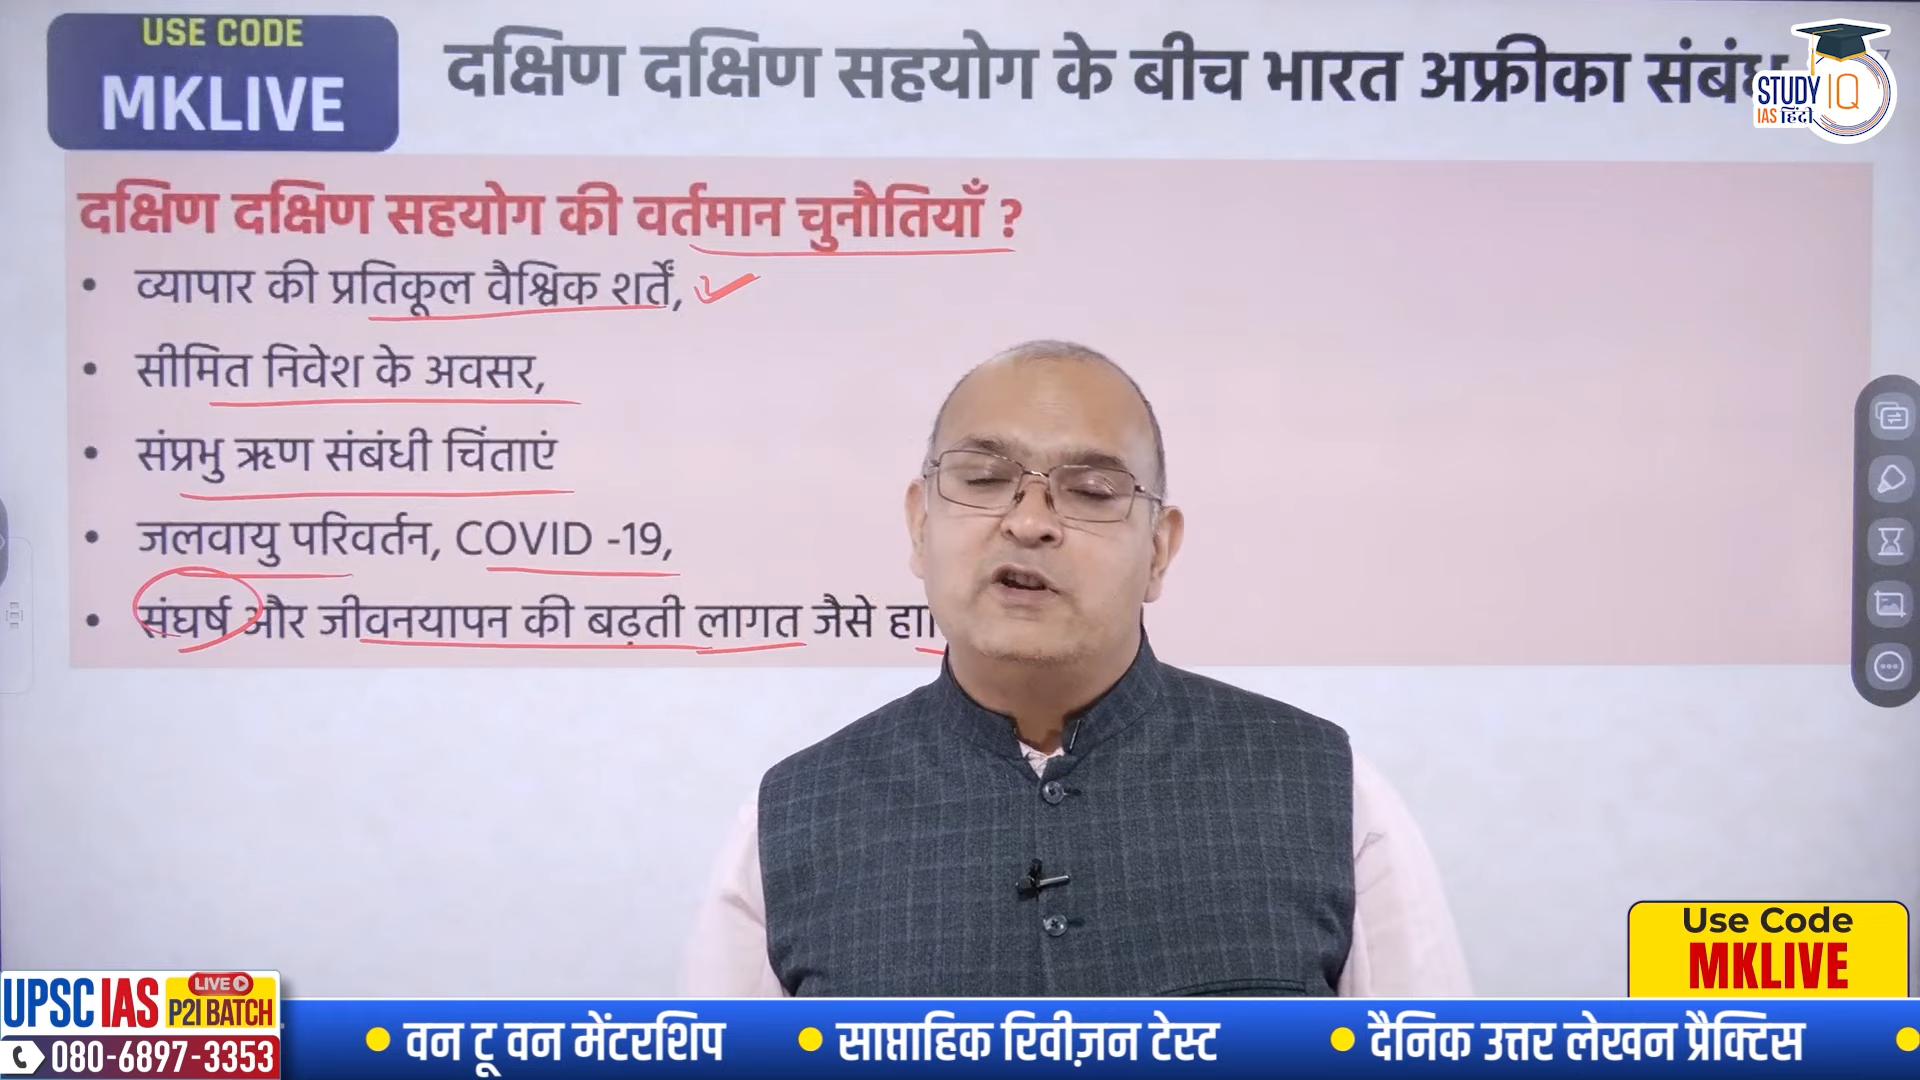 USE CODE
MKLIVE
दक्षिण दक्षिण सहयोग के बीच भारत अफ्रीका संबंध
STUDY IQ
IAS हिंदी
दक्षिण दक्षिण सहयोग की वर्तमान चुनौतियाँ ?
• व्यापार की प्रतिकूल वैश्विक शर्तें,
• सीमित निवेश के अवसर,
• संप्रभु ऋण संबंधी चिंताएं
• जलवायु परिवर्तन, COVID -19,
• संघर्ष और जीवनयापन की बढ़ती लागत जैसे
Use Code
MKLIVE
LIVE
UPSC IAS P2I BATCH
080-6897-3353
वन टू वन मेंटरशिप
साप्ताहिक रिवीज़न टेस्ट
दैनिक उत्तर लेखन प्रैक्टिस